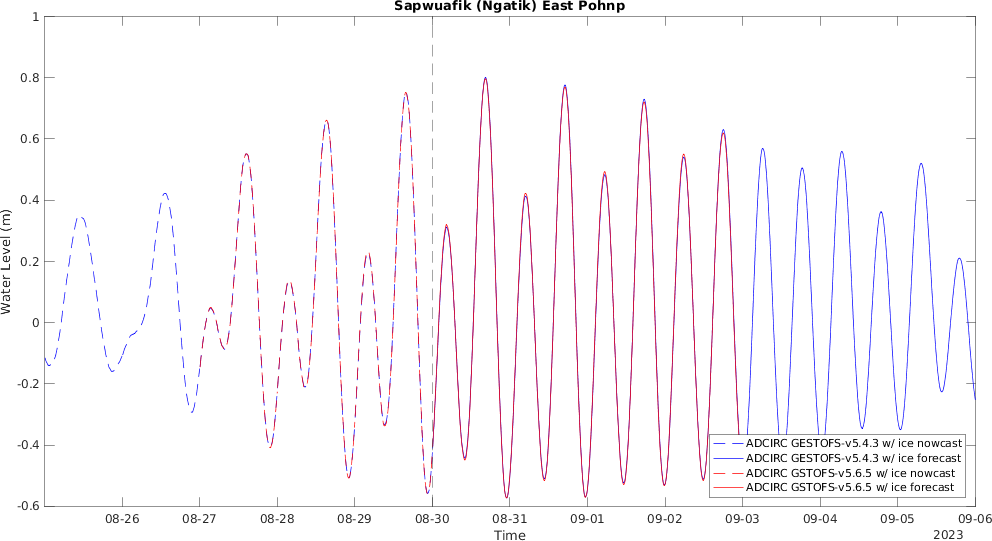 Sapwuafik (Ngatik) East Pohnp
1
0.8
0.6
0.4
0.2
0
-0.2
-0.4
-0.6
Water Level (m)
ADCIRC GESTOFS-v5.4.3 w/ ice nowcast
ADCIRC GESTOFS-v5.4.3 w/ ice forecast
ADCIRC GSTOFS-v5.6.5 w/ ice nowcast
ADCIRC GSTOFS-v5.6.5 w/ ice forecast
08-26 08-27 08-28 08-29 08-30 08-31 09-01 09-02 09-03 09-04 09-05 09-06
Time
2023